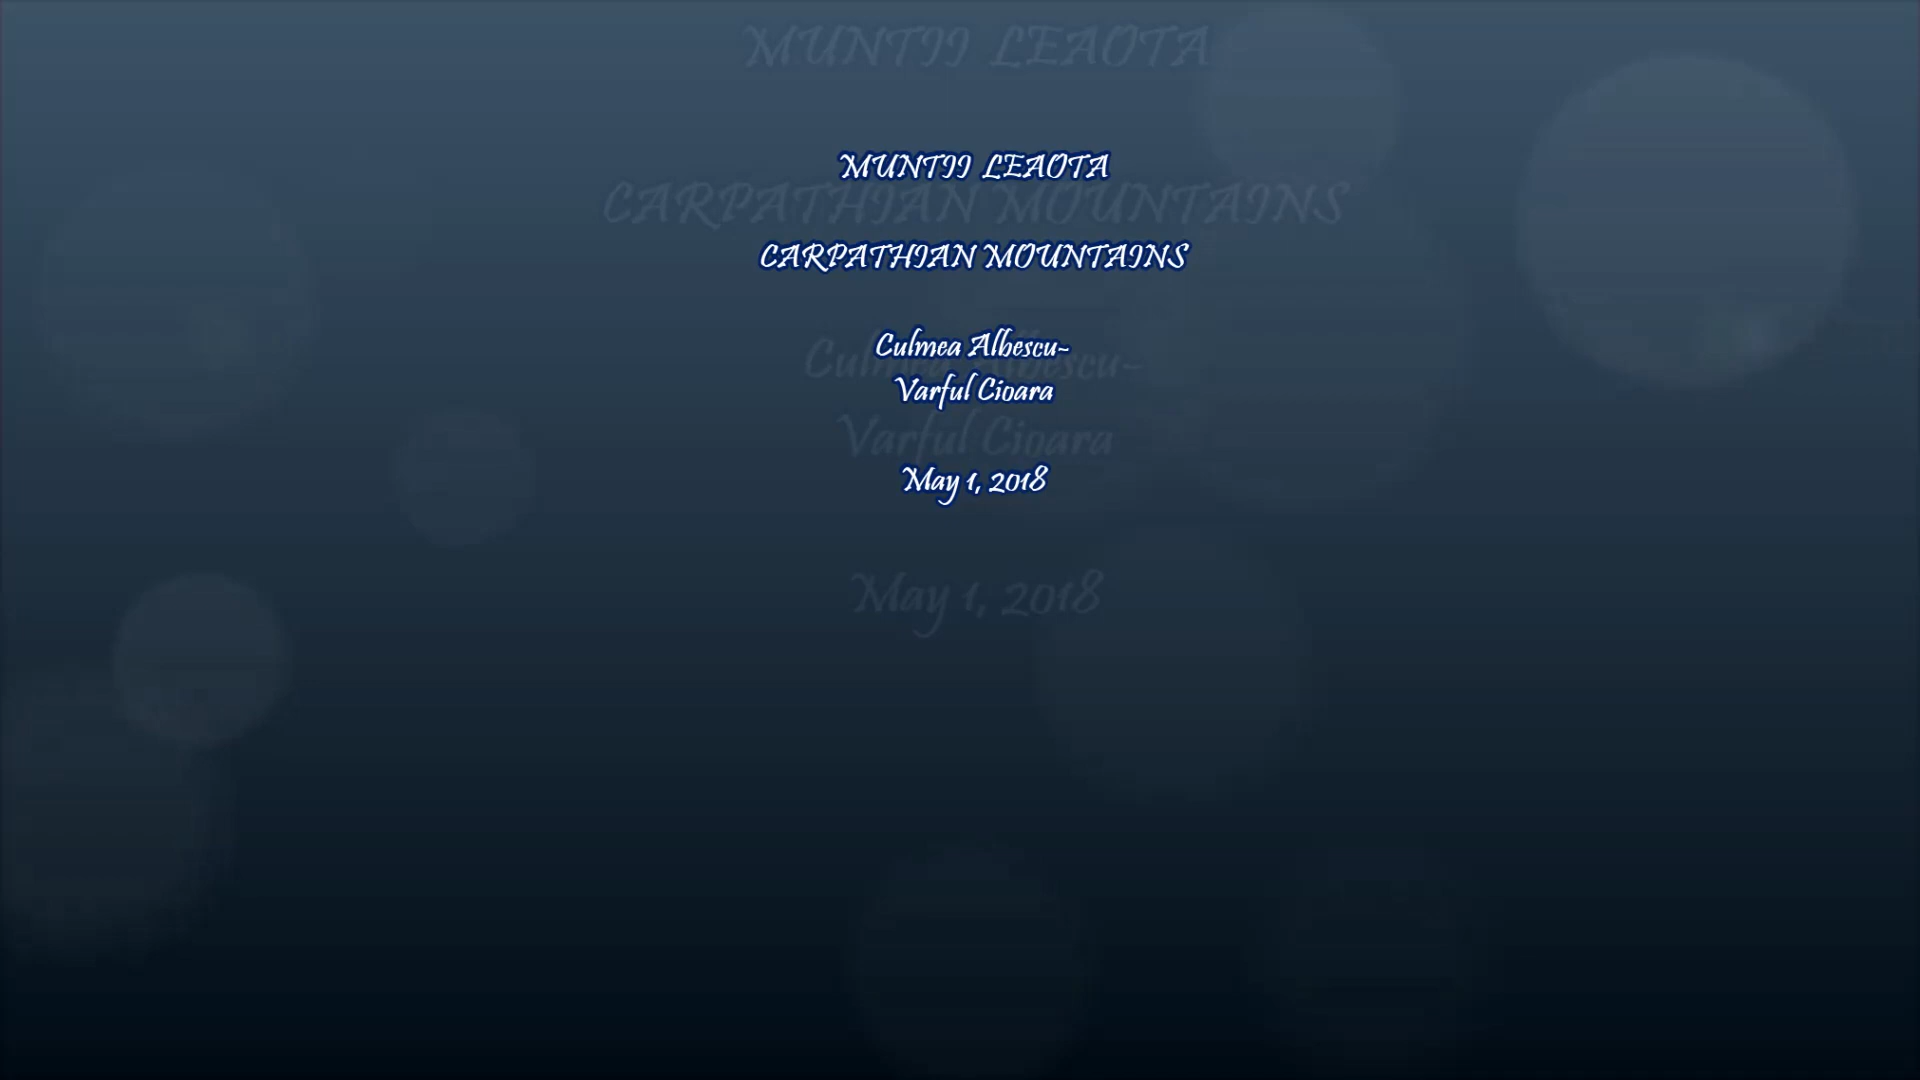 MUNTII LEAOTA
CARPATHIAN MOUNTAINS
Culmea Albescu-
Varful Cioara
May 1, 2018